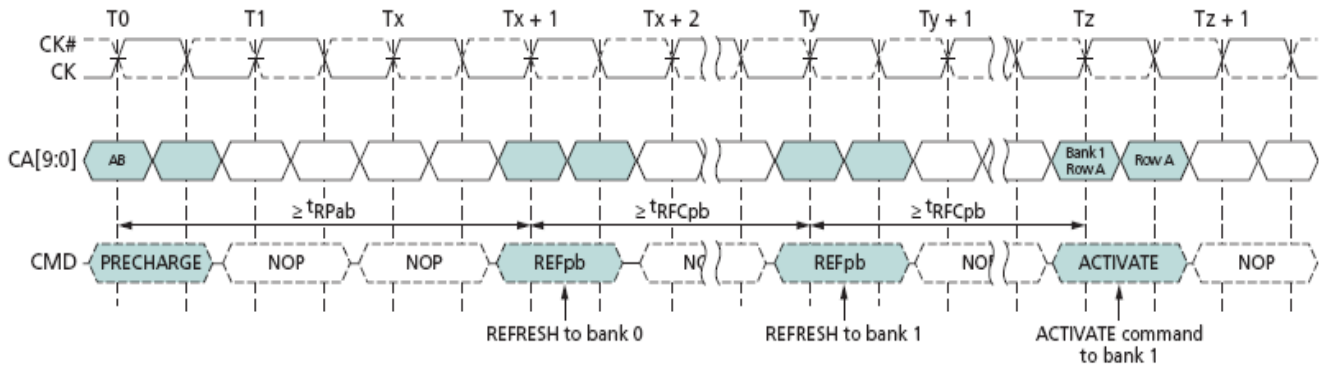 T0 T1 Tx Tx + 1 Tx + 2 Ty Ty + 1 Tz Tz + 1
CK#
CK
CA[9:0] AB Bank 1 Row A Row A
≥ tRPab ≥ tRFCpb ≥ tRFCpb
CMD PRECHARGE NOP NOP REFpb NO REFpb NOP ACTIVATE NOP
REFRESH to bank 0 REFRESH to bank 1 ACTIVATE command
to bank 1